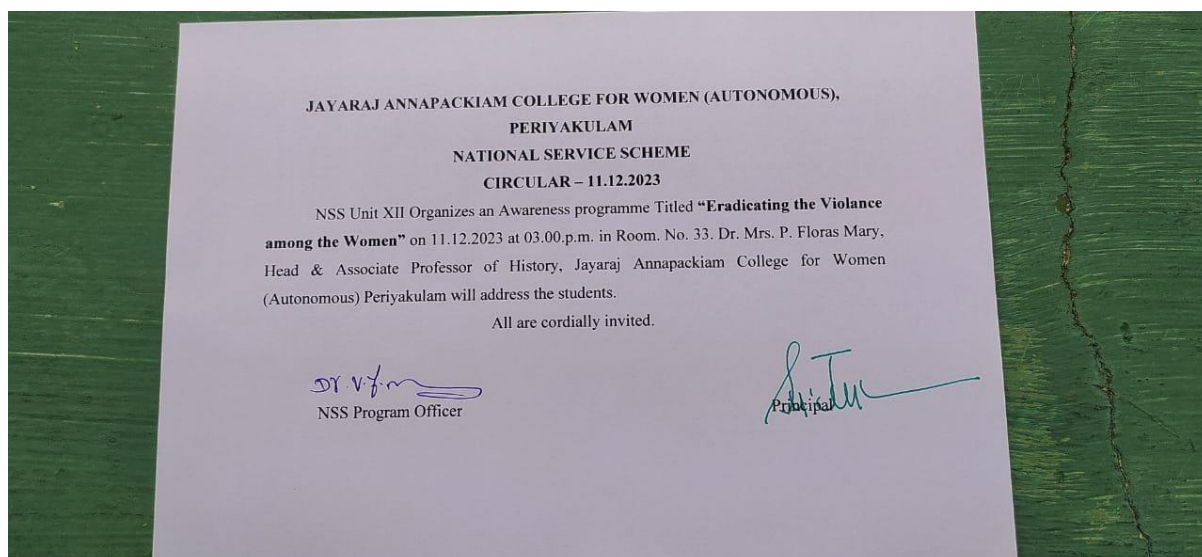 JAYARAJ ANNAPACKIAM COLLEGE FOR WOMEN (AUTONOMOUS),
PERIYAKULAM
NATIONAL SERVICE SCHEME
CIRCULAR – 11.12.2023
NSS Unit XII Organizes an Awareness programme Titled “Eradicating the Violance
among the Women” on 11.12.2023 at 03.00.p.m. in Room. No. 33. Dr. Mrs. P. Floras Mary,
Head & Associate Professor of History, Jayaraj Annapackiam College for Women
(Autonomous) Periyakulam will address the students.
All are cordially invited.
Dr. V.
NSS Program Officer
Principal